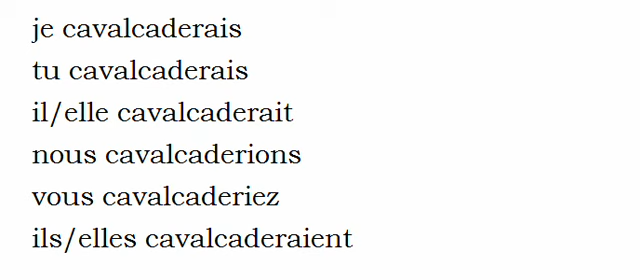 je cavalcaderais
tu cavalcaderais
il/elle cavalcaderait
nous cavalcaderions
vous cavalcaderiez
ils/elles cavalcaderaient